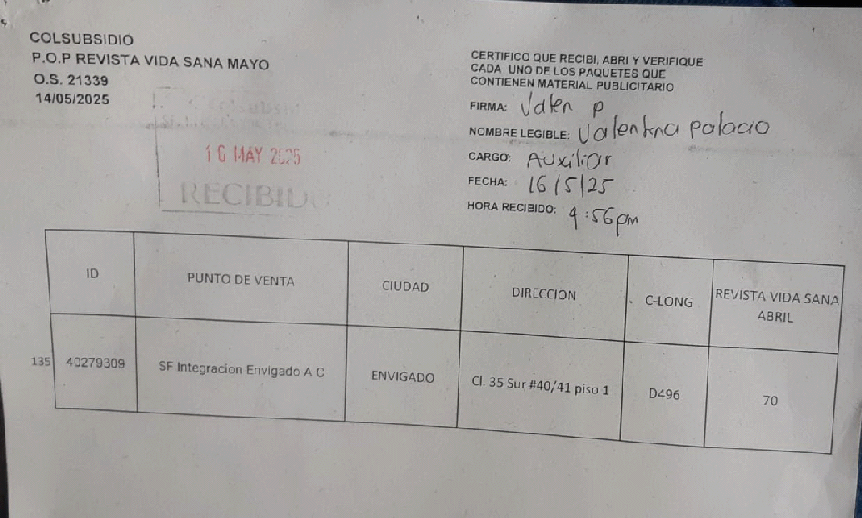 COLSUBSIDIO
P.O.P REVISTA VIDA SANA MAYO
O.S. 21339
14/05/2025
16 MAY 2025
RECIBIDO
CERTIFICO QUE RECIBI, ABRI Y VERIFIQUE
CADA UNO DE LOS PAQUETES QUE
CONTIENEN MATERIAL PUBLICITARIO
FIRMA: Valen P
NOMBRE LEGIBLE: Valentina Palacio
CARGO: Auxiliar
FECHA: 16/5/25
HORA RECIBIDO: 4:56pm
ID PUNTO DE VENTA CIUDAD DIRECCION C-LONG REVISTA VIDA SANA
ABRIL
135 40279309 SF Integracion Envigado A C ENVIGADO Cl. 35 Sur #40/41 piso 1 D496 70